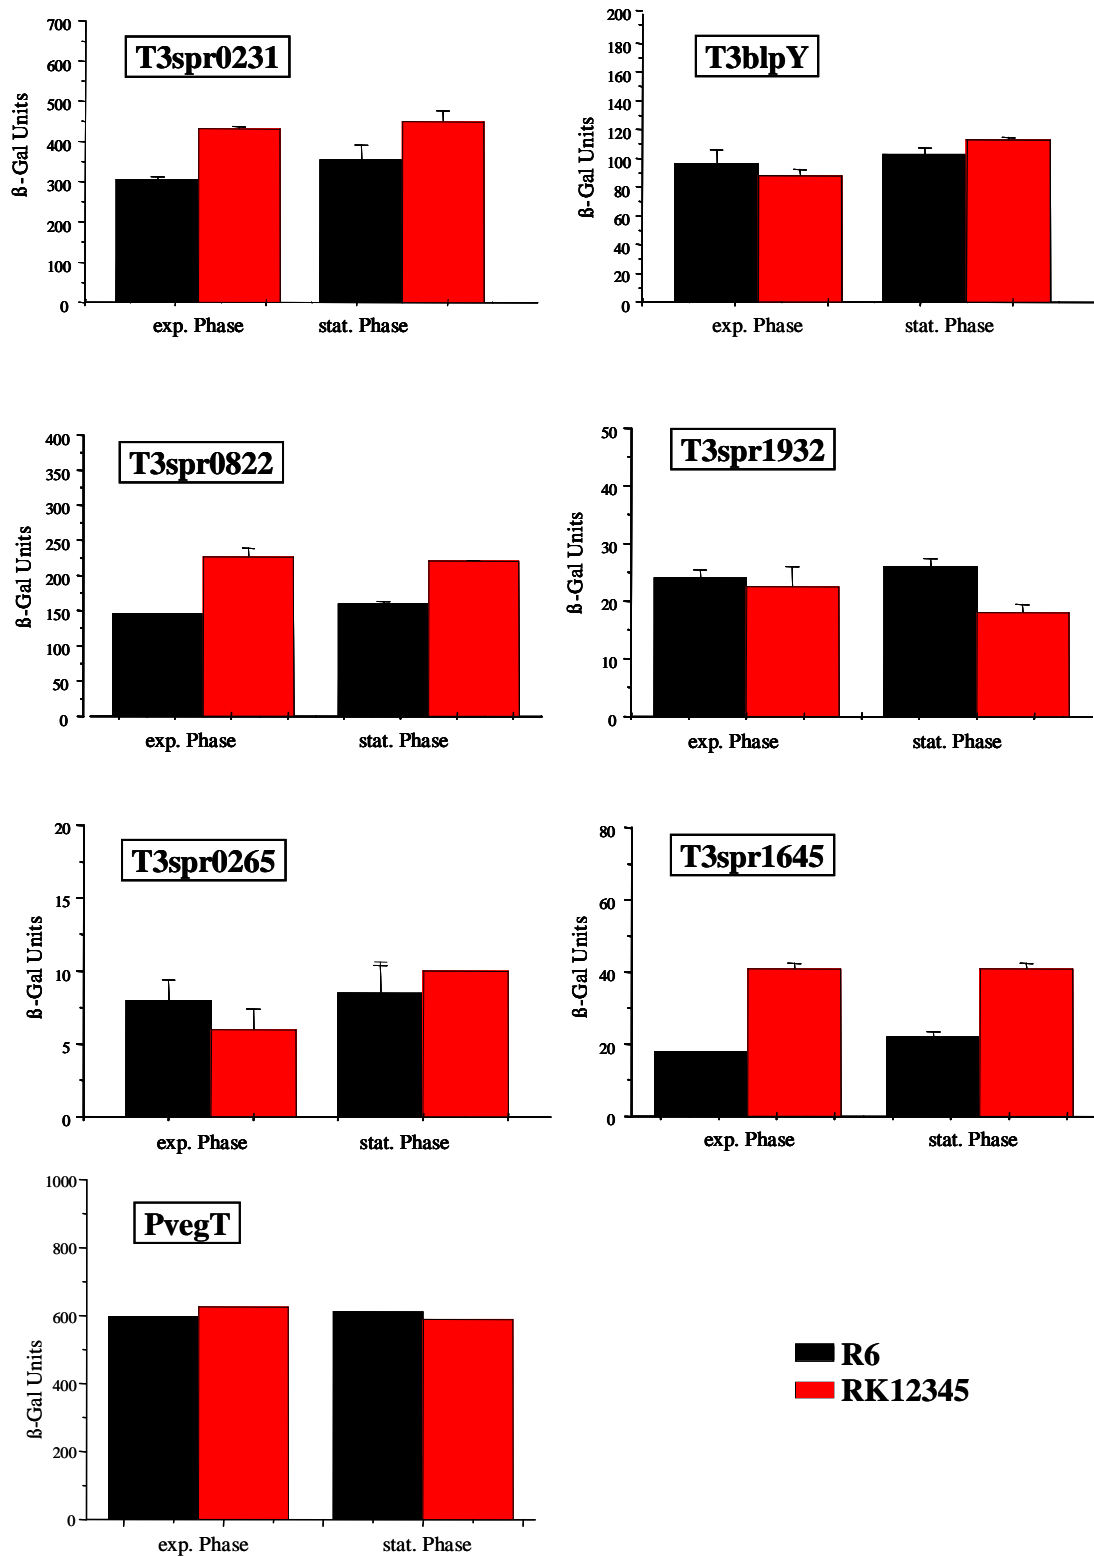 T3spr0231
ß-Gal Units
700
600
500
400
300
200
100
0
exp. Phase stat. Phase
T3blpY
ß-Gal Units
200
180
160
140
120
100
80
60
40
20
0
exp. Phase stat. Phase
T3spr0822
ß-Gal Units
400
350
300
250
200
150
100
50
0
exp. Phase stat. Phase
T3spr1932
ß-Gal Units
50
40
30
20
10
0
exp. Phase stat. Phase
T3spr0265
ß-Gal Units
20
15
10
5
0
exp. Phase stat. Phase
T3spr1645
ß-Gal Units
80
60
40
20
0
exp. Phase stat. Phase
PvegT
ß-Gal Units
1000
800
600
400
200
0
exp. Phase stat. Phase
R6
RK12345